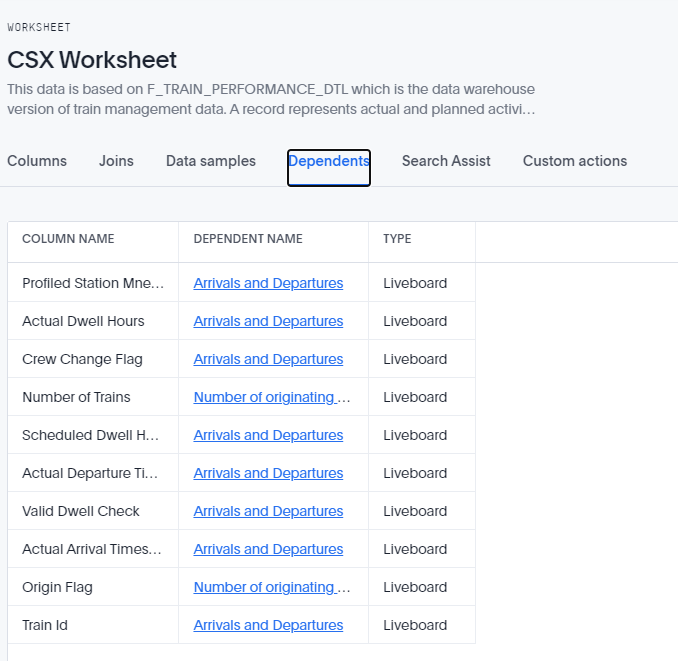 WORKSHEET
CSX Worksheet
This data is based on F_TRAIN_PERFORMANCE_DTL which is the data warehouse
version of train management data. A record represents actual and planned activi...
Columns Joins Data samples Dependents Search Assist Custom actions
COLUMN NAME DEPENDENT NAME TYPE
Profiled Station Mne... Arrivals and Departures Liveboard
Actual Dwell Hours Arrivals and Departures Liveboard
Crew Change Flag Arrivals and Departures Liveboard
Number of Trains Number of originating ... Liveboard
Scheduled Dwell H... Arrivals and Departures Liveboard
Actual Departure Ti... Arrivals and Departures Liveboard
Valid Dwell Check Arrivals and Departures Liveboard
Actual Arrival Times... Arrivals and Departures Liveboard
Origin Flag Number of originating ... Liveboard
Train Id Arrivals and Departures Liveboard